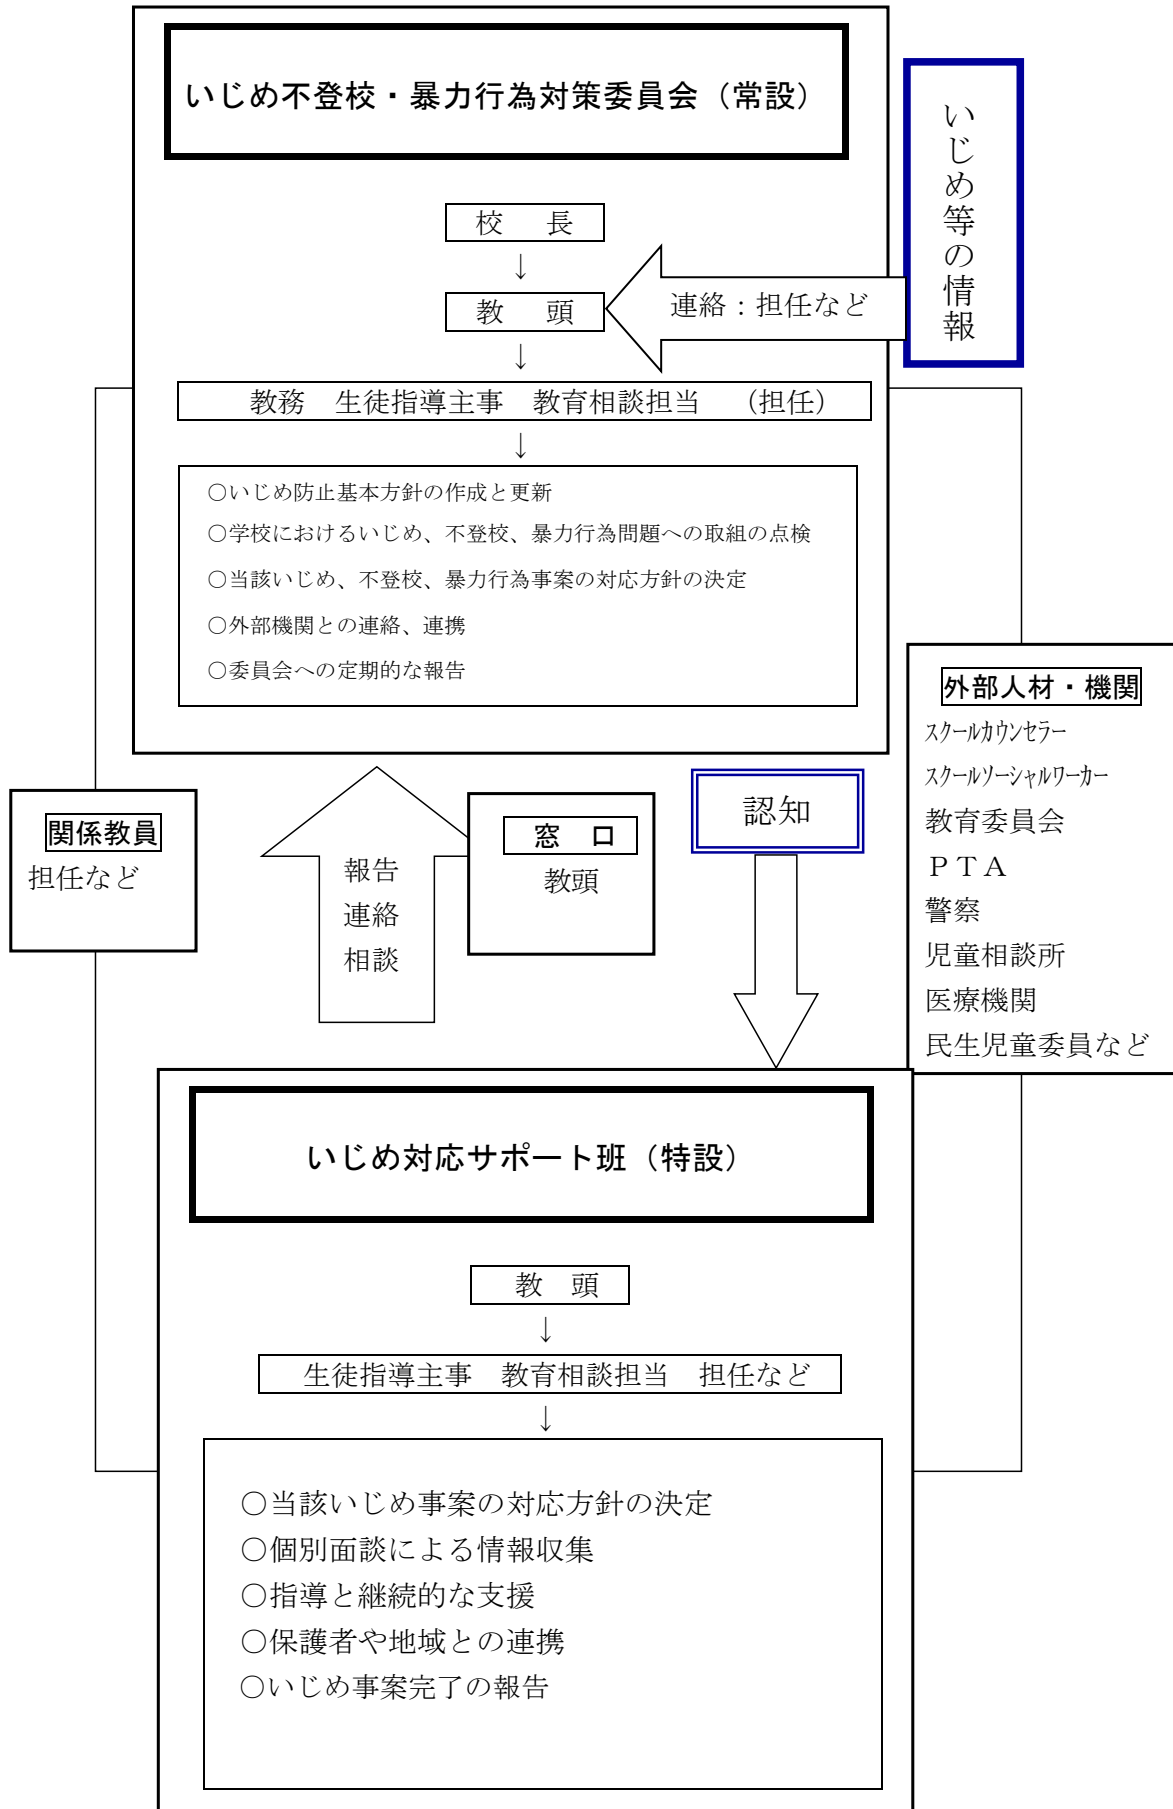 いじめ不登校・暴力行為対策委員会（常設）
いじめ等の情報
校　長
↓
教　頭
連絡：担任など
↓
教務　生徒指導主事　教育相談担当　（担任）
↓
○いじめ防止基本方針の作成と更新
○学校におけるいじめ、不登校、暴力行為問題への取組の点検
○当該いじめ、不登校、暴力行為事案の対応方針の決定
○外部機関との連絡、連携
○委員会への定期的な報告
外部人材・機関
スクールカウンセラー
スクールソーシャルワーカー
教育委員会
ＰＴＡ
警察
児童相談所
医療機関
民生児童委員など
関係教員
担任など
報告
連絡
相談
窓　口
教頭
認知
いじめ対応サポート班（特設）
教　頭
↓
生徒指導主事　教育相談担当　担任など
↓
○当該いじめ事案の対応方針の決定
○個別面談による情報収集
○指導と継続的な支援
○保護者や地域との連携
○いじめ事案完了の報告